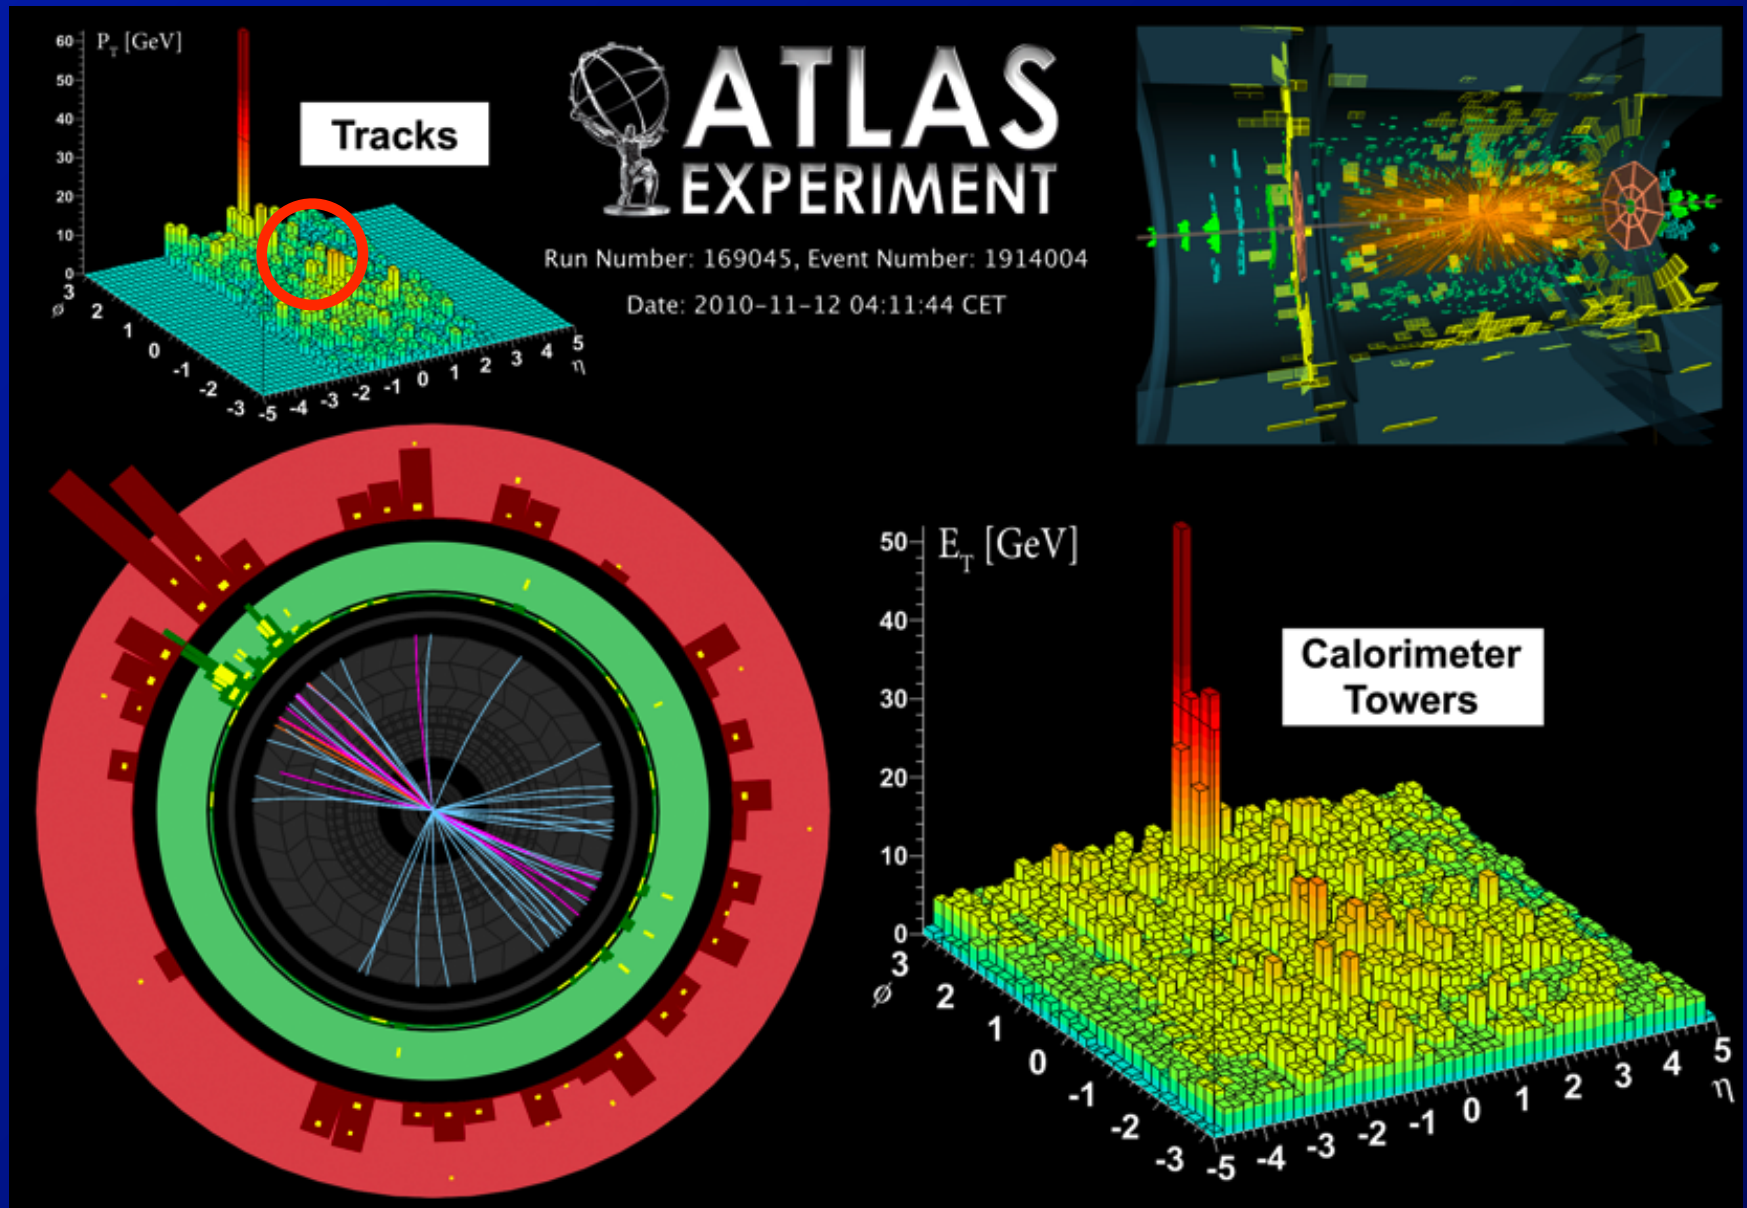 P_T [GeV]
60
50
40
30
20
10
0
3
2
1
0
-1
-2
-3
ϕ
-5 -4 -3 -2 -1 0 1 2 3 4 5
η
Tracks
ATLAS
EXPERIMENT
Run Number: 169045, Event Number: 1914004
Date: 2010-11-12 04:11:44 CET
E_T [GeV]
50
40
30
20
10
0
3
2
1
0
-1
-2
-3
ϕ
-5 -4 -3 -2 -1 0 1 2 3 4 5
η
Calorimeter
Towers